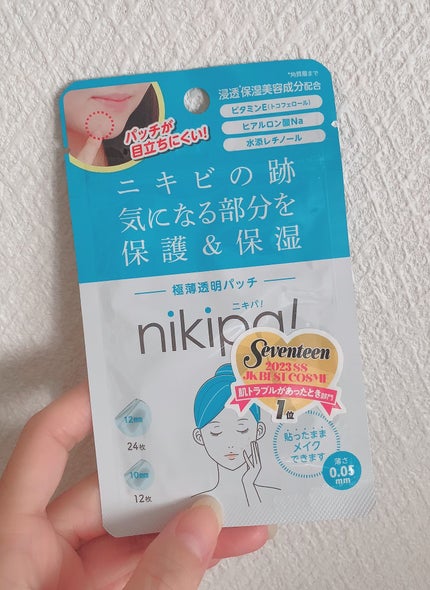 *角質層まで
浸透*保湿美容成分配合
ビタミンE(トコフェロール)
ヒアルロン酸Na
水添レチノール
パッチが
目立ちにくい!
ニキビの跡
気になる部分を
保護&保湿
極薄透明パッチ
ニキパ!
nikipa!
Seventeen
2023 SS
JK BEST COSME
肌トラブルがあったとき部門
1位
貼ったまま
メイク
できます
薄さ
0.05
mm
12mm
24枚
10mm
12枚